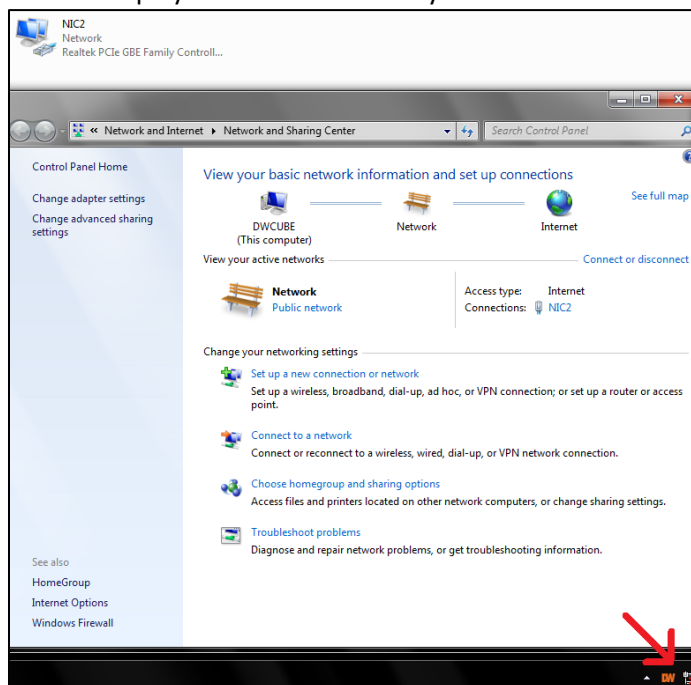 NIC2
Network
Realtek PCIe GBE Family Controll...
« Network and Internet ▸ Network and Sharing Center
Search Control Panel
Control Panel Home
Change adapter settings
Change advanced sharing
settings
See also
HomeGroup
Internet Options
Windows Firewall
View your basic network information and set up connections
See full map
DWCUBE
(This computer)
Network
Internet
View your active networks
Connect or disconnect
Network
Public network
Access type: Internet
Connections: NIC2
Change your networking settings
Set up a new connection or network
Set up a wireless, broadband, dial-up, ad hoc, or VPN connection; or set up a router or access
point.
Connect to a network
Connect or reconnect to a wireless, wired, dial-up, or VPN network connection.
Choose homegroup and sharing options
Access files and printers located on other network computers, or change sharing settings.
Troubleshoot problems
Diagnose and repair network problems, or get troubleshooting information.
DW